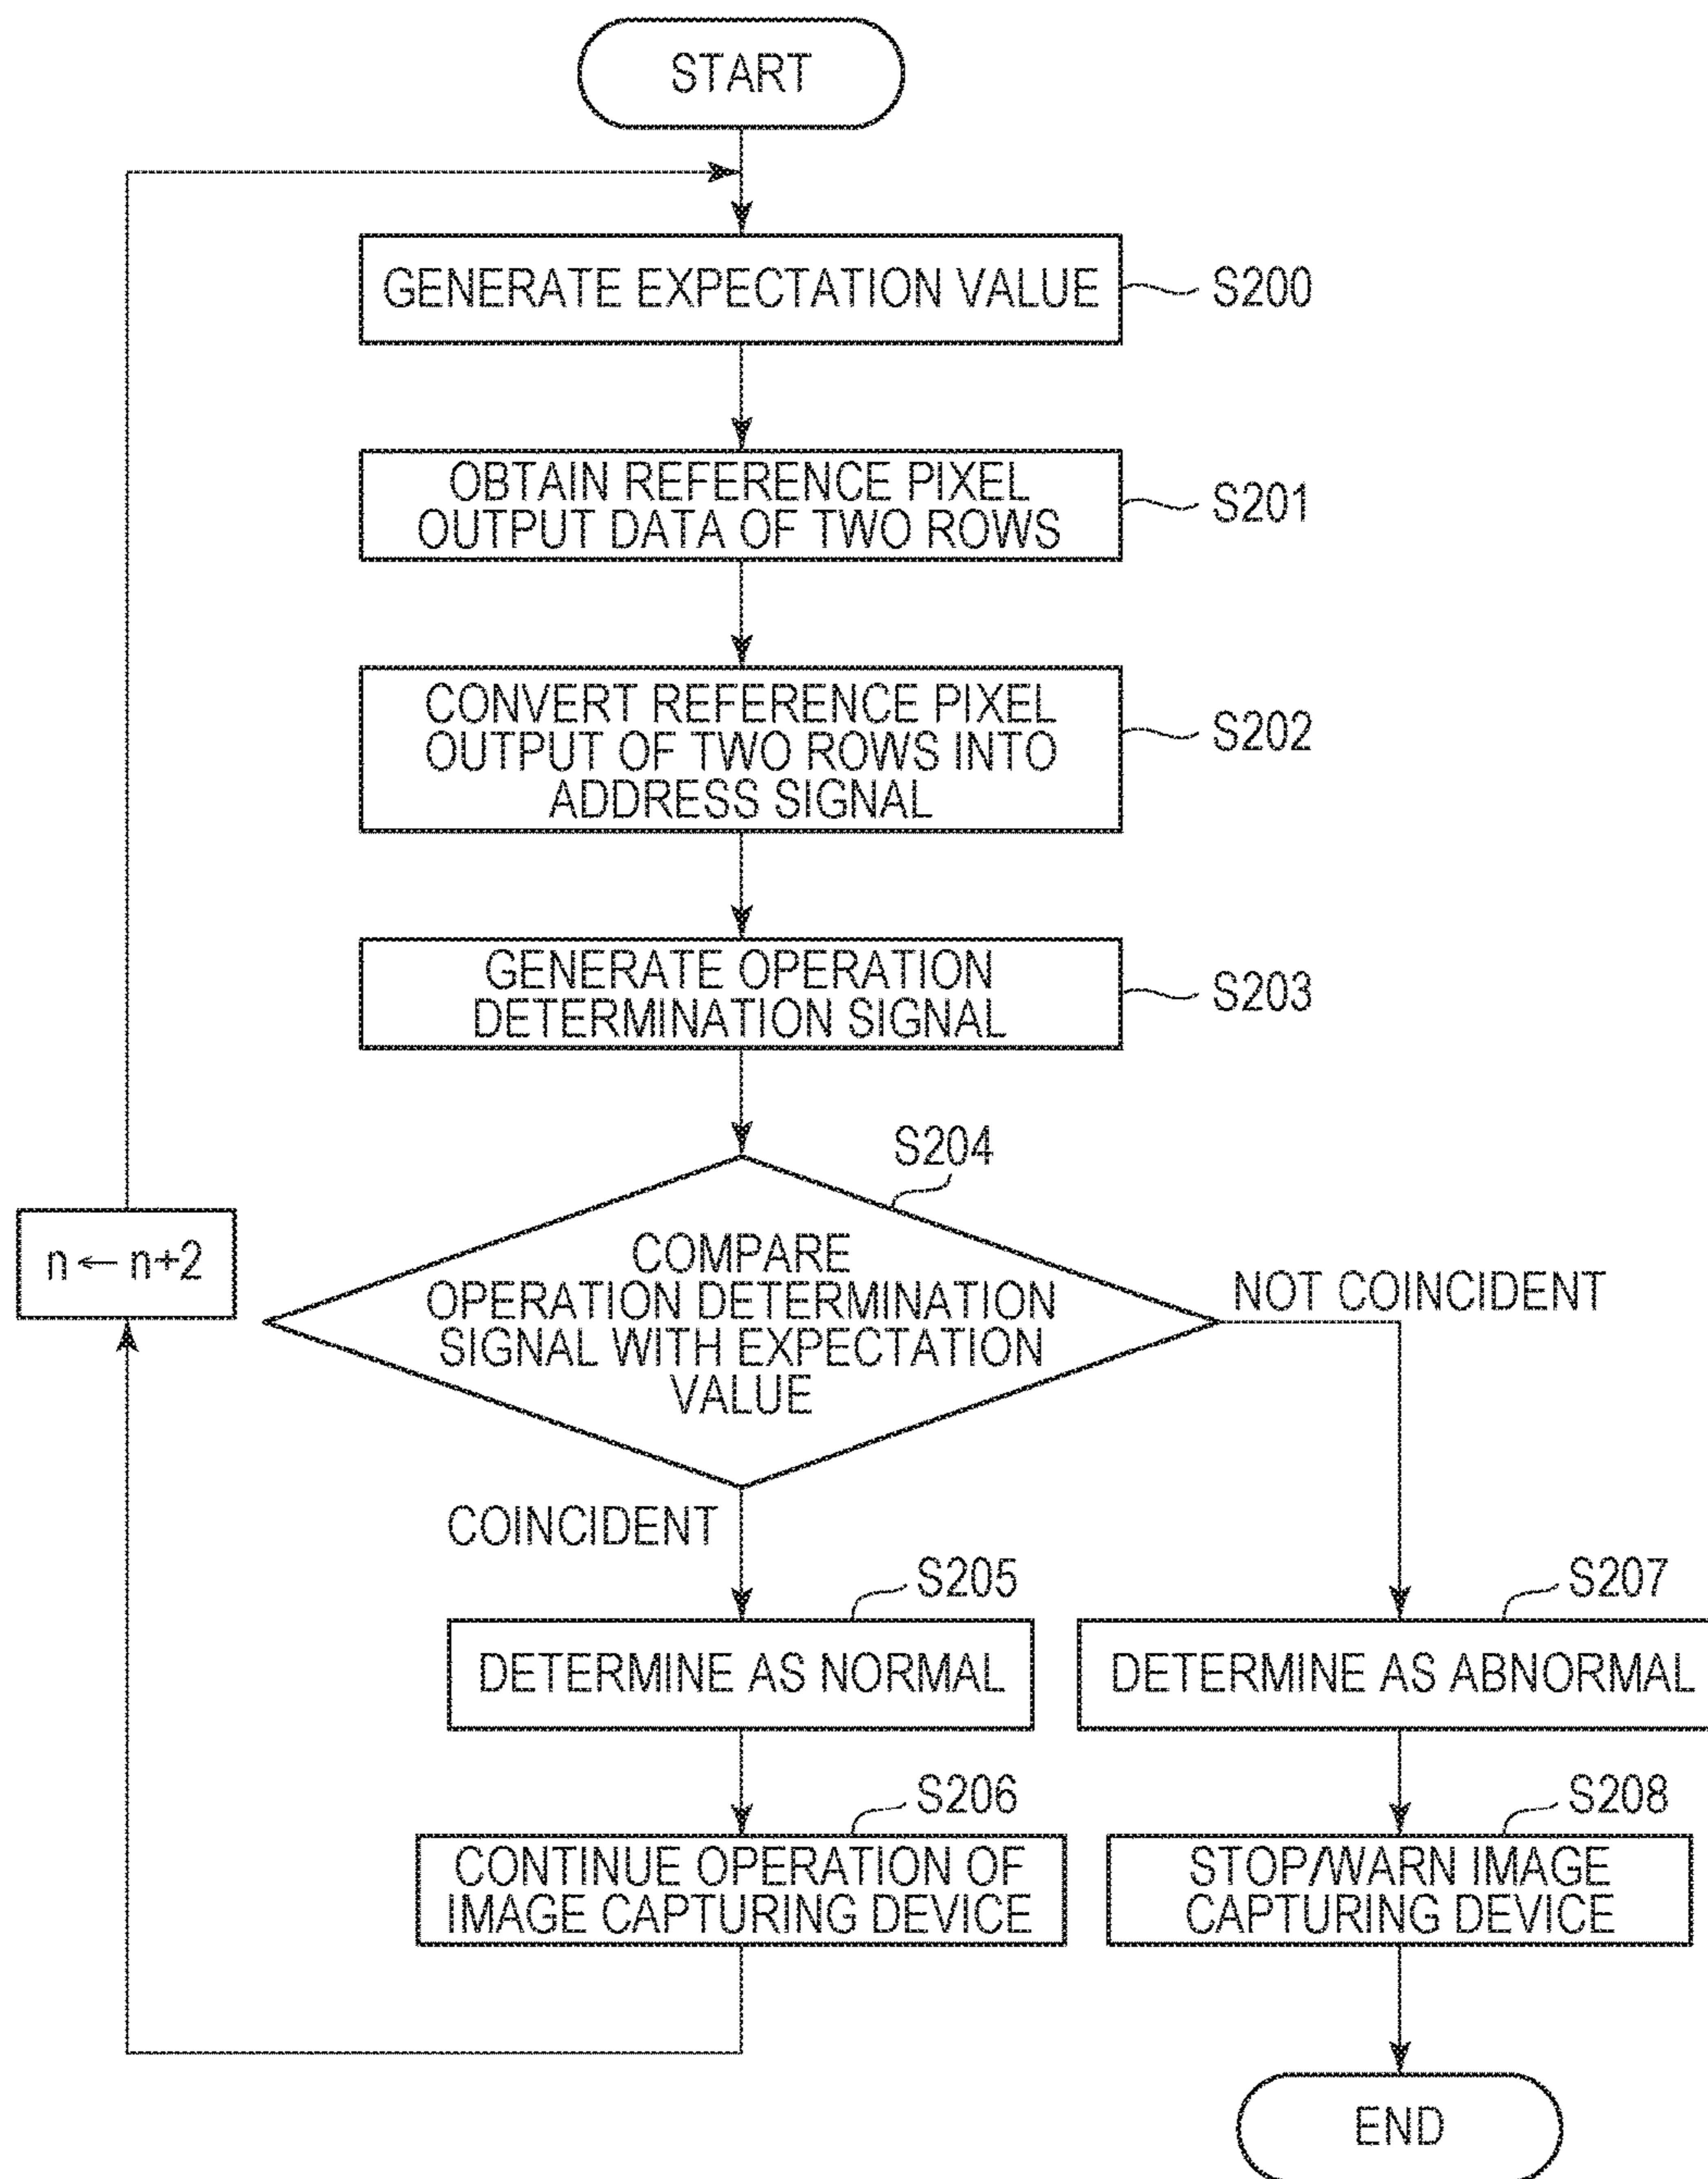 START
GENERATE EXPECTATION VALUE
S200
OBTAIN REFERENCE PIXEL
OUTPUT DATA OF TWO ROWS
S201
CONVERT REFERENCE PIXEL
OUTPUT OF TWO ROWS INTO
ADDRESS SIGNAL
S202
GENERATE OPERATION
DETERMINATION SIGNAL
S203
S204
COMPARE
OPERATION DETERMINATION
SIGNAL WITH EXPECTATION
VALUE
n ← n+2
NOT COINCIDENT
COINCIDENT
S205
DETERMINE AS NORMAL
S207
DETERMINE AS ABNORMAL
S206
CONTINUE OPERATION OF
IMAGE CAPTURING DEVICE
S208
STOP/WARN IMAGE
CAPTURING DEVICE
END